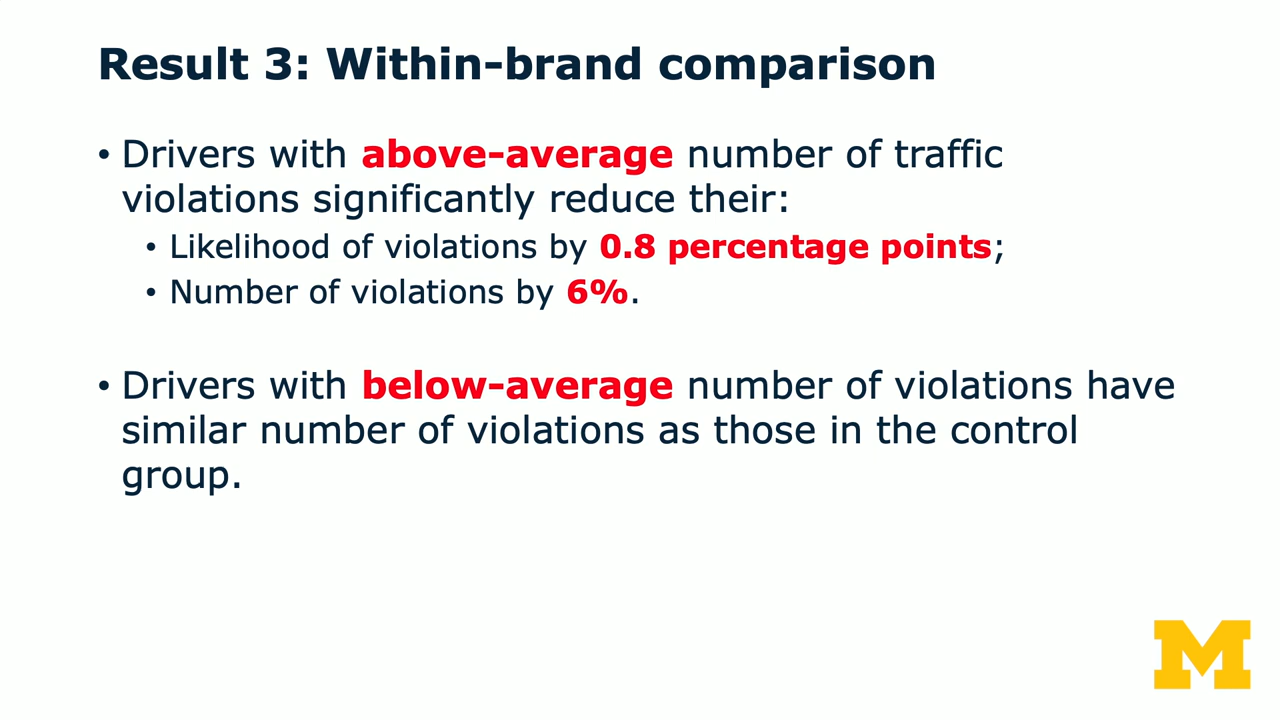 Result 3: Within-brand comparison
• Drivers with above-average number of traffic
violations significantly reduce their:
• Likelihood of violations by 0.8 percentage points;
• Number of violations by 6%.
• Drivers with below-average number of violations have
similar number of violations as those in the control
group.
M